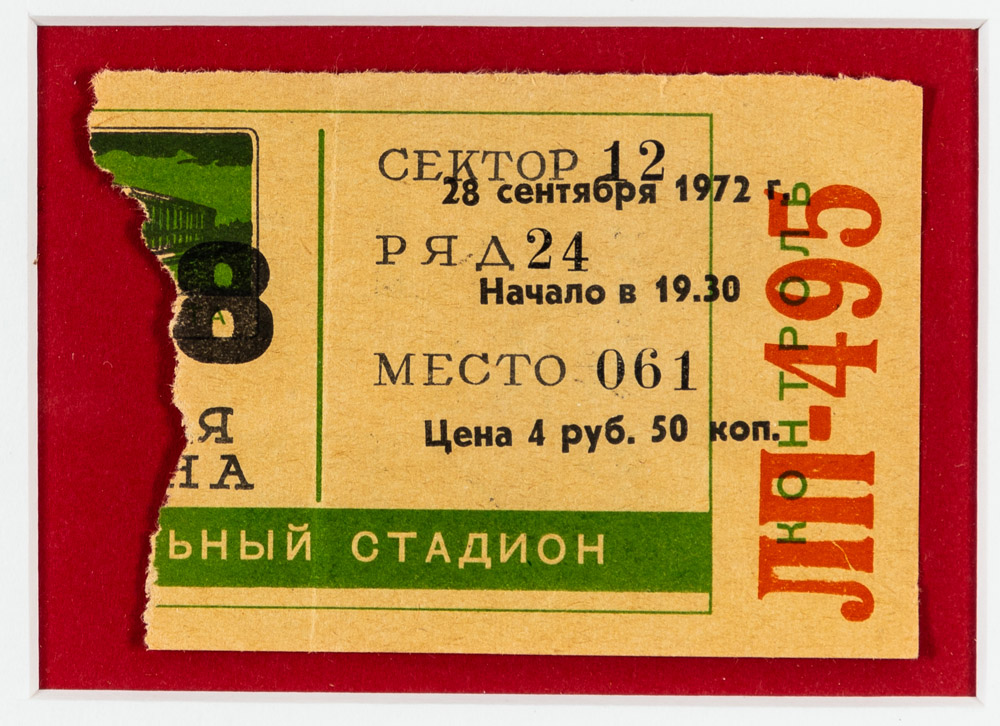 СЕКТОР 12
28 сентября 1972 г.
РЯД 24
Начало в 19.30
МЕСТО 061
Цена 4 руб. 50 коп.
8
Я
НА
ЬНЫЙ СТАДИОН
КОНТРОЛЬ
ЛП-495